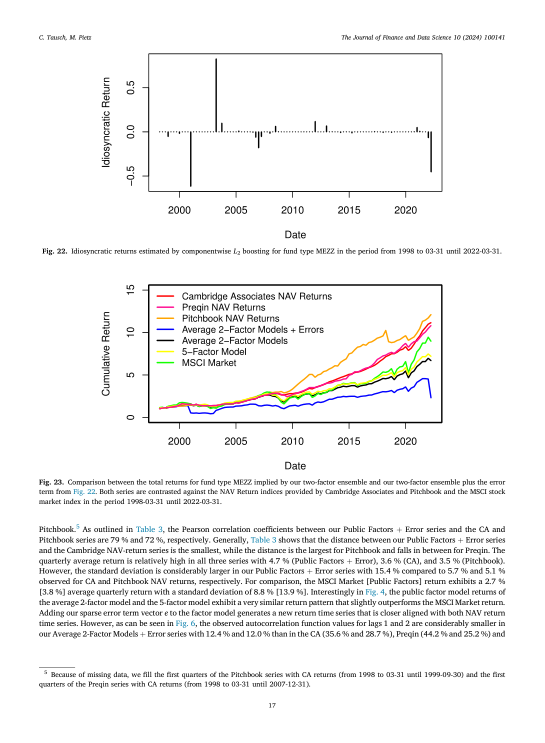 C. Tausch, M. Pietz
The Journal of Finance and Data Science 10 (2024) 100141
Idiosyncratic Return
0.5
0.0
−0.5
2000
2005
2010
2015
2020
Date
Fig. 22. Idiosyncratic returns estimated by componentwise L2 boosting for fund type MEZZ in the period from 1998 to 03-31 until 2022-03-31.
Cumulative Return
15
10
5
0
Cambridge Associates NAV Returns
Preqin NAV Returns
Pitchbook NAV Returns
Average 2−Factor Models + Errors
Average 2−Factor Models
5−Factor Model
MSCI Market
2000
2005
2010
2015
2020
Date
Fig. 23. Comparison between the total returns for fund type MEZZ implied by our two-factor ensemble and our two-factor ensemble plus the error
term from Fig. 22. Both series are contrasted against the NAV Return indices provided by Cambridge Associates and Pitchbook and the MSCI stock
market index in the period 1998-03-31 until 2022-03-31.
Pitchbook.5 As outlined in Table 3, the Pearson correlation coefficients between our Public Factors + Error series and the CA and
Pitchbook series are 79 % and 72 %, respectively. Generally, Table 3 shows that the distance between our Public Factors + Error series
and the Cambridge NAV-return series is the smallest, while the distance is the largest for Pitchbook and falls in between for Preqin. The
quarterly average return is relatively high in all three series with 4.7 % (Public Factors + Error), 3.6 % (CA), and 3.5 % (Pitchbook).
However, the standard deviation is considerably larger in our Public Factors + Error series with 15.4 % compared to 5.7 % and 5.1 %
observed for CA and Pitchbook NAV returns, respectively. For comparison, the MSCI Market [Public Factors] return exhibits a 2.7 %
[3.8 %] average quarterly return with a standard deviation of 8.8 % [13.9 %]. Interestingly in Fig. 4, the public factor model returns of
the average 2-factor model and the 5-factor model exhibit a very similar return pattern that slightly outperforms the MSCI Market return.
Adding our sparse error term vector e to the factor model generates a new return time series that is closer aligned with both NAV return
time series. However, as can be seen in Fig. 6, the observed autocorrelation function values for lags 1 and 2 are considerably smaller in
our Average 2-Factor Models + Error series with 12.4 % and 12.0 % than in the CA (35.6 % and 28.7 %), Preqin (44.2 % and 25.2 %) and
5 Because of missing data, we fill the first quarters of the Pitchbook series with CA returns (from 1998 to 03-31 until 1999-09-30) and the first
quarters of the Preqin series with CA returns (from 1998 to 03-31 until 2007-12-31).
17